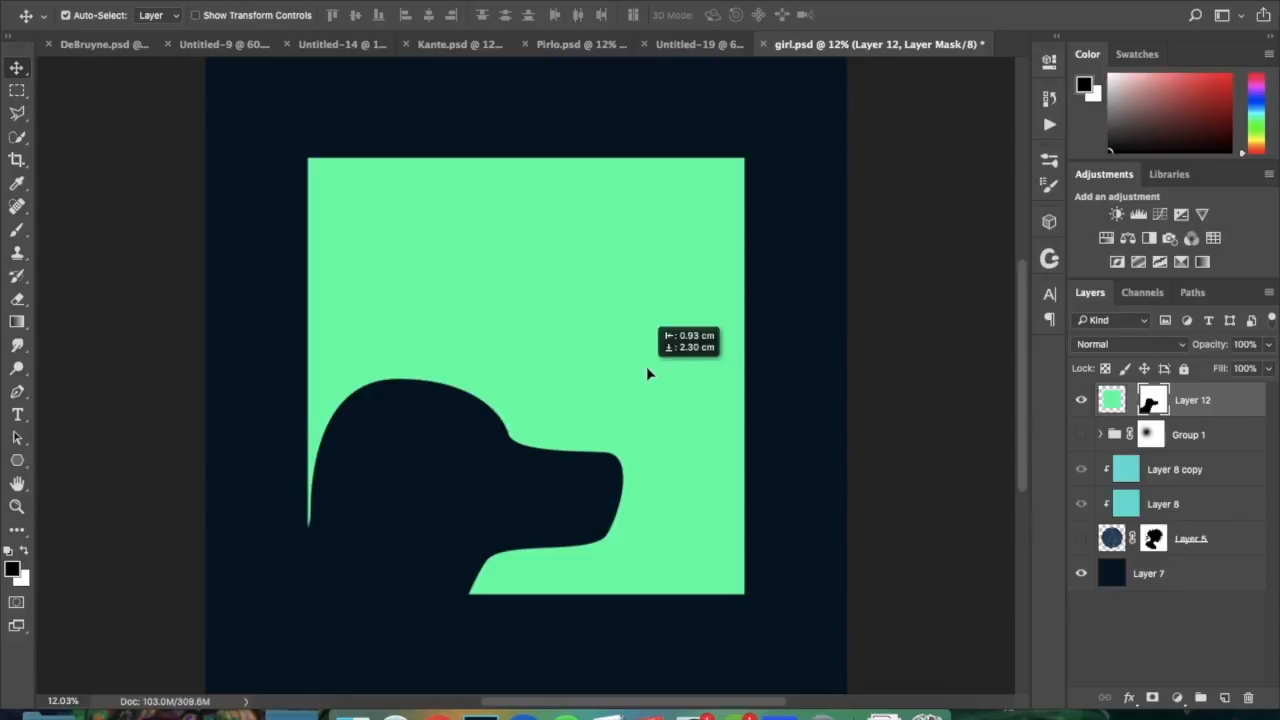 Auto-Select: Layer Show Transform Controls 3D Mode:
DeBruyne.psd @... Untitled-9 @ 60.... Untitled-14 @ 1... Kante.psd @ 12... Pirlo.psd @ 12% ... Untitled-19 @ 6... girl.psd @ 12% (Layer 12, Layer Mask/8) *
Color Swatches
Adjustments Libraries
Add an adjustment
Layers Channels Paths
Kind
Normal Opacity: 100%
Lock: Fill: 100%
Layer 12
Group 1
Layer 8 copy
Layer 8
Layer 5
Layer 7
: 0.93 cm
: 2.30 cm
12.03% Doc: 103.0M/309.6M